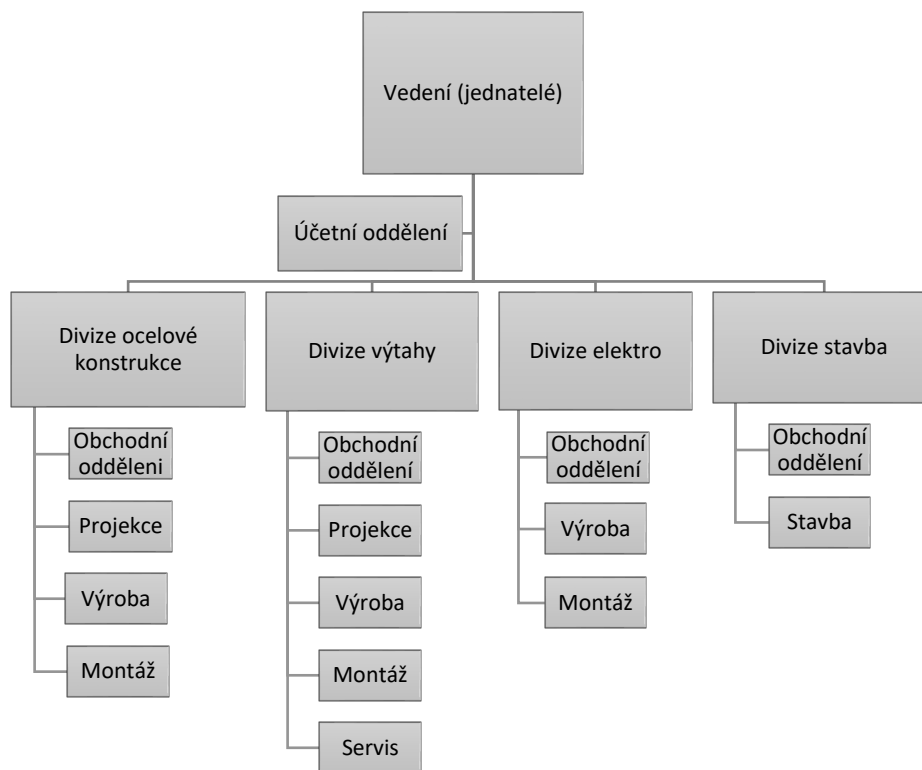 Vedení (jednatelé)
Účetní oddělení
Divize ocelové
konstrukce
Obchodní
odděleni
Projekce
Výroba
Montáž
Divize výtahy
Obchodní
oddělení
Projekce
Výroba
Montáž
Servis
Divize elektro
Obchodní
oddělení
Výroba
Montáž
Divize stavba
Obchodní
oddělení
Stavba